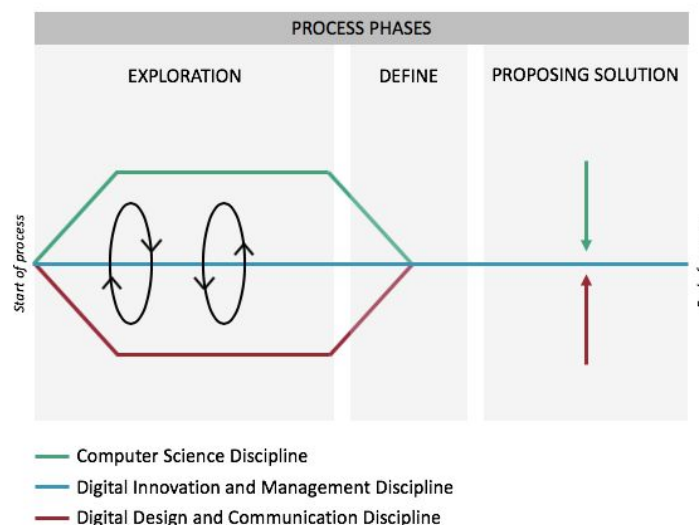 PROCESS PHASES
EXPLORATION
DEFINE
PROPOSING SOLUTION
Start of process
Computer Science Discipline
Digital Innovation and Management Discipline
Digital Design and Communication Discipline